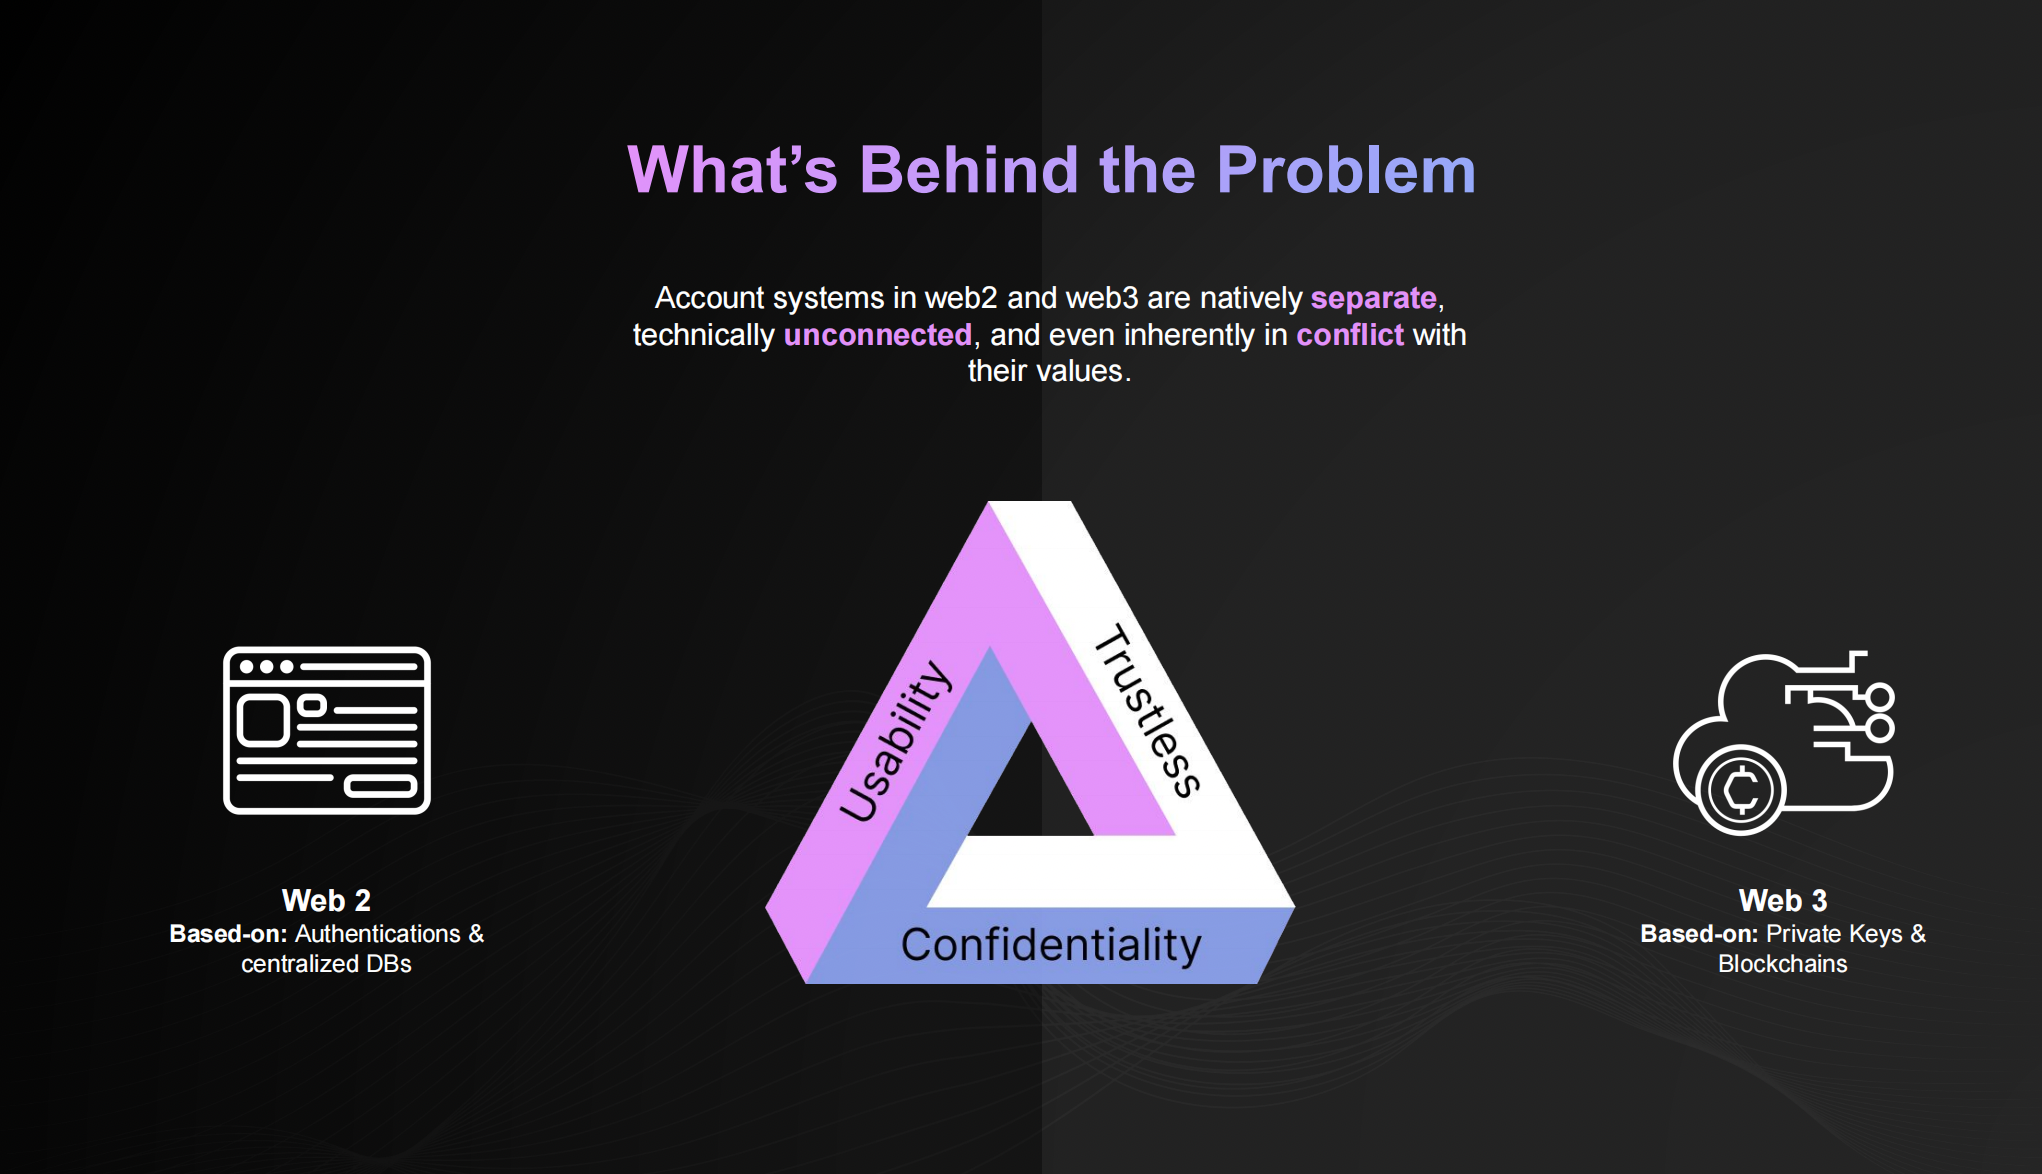 What’s Behind the Problem
Account systems in web2 and web3 are natively separate,
technically unconnected, and even inherently in conflict with
their values.
Usability
Trustless
Confidentiality
Web 2
Based-on: Authentications &
centralized DBs
Web 3
Based-on: Private Keys &
Blockchains